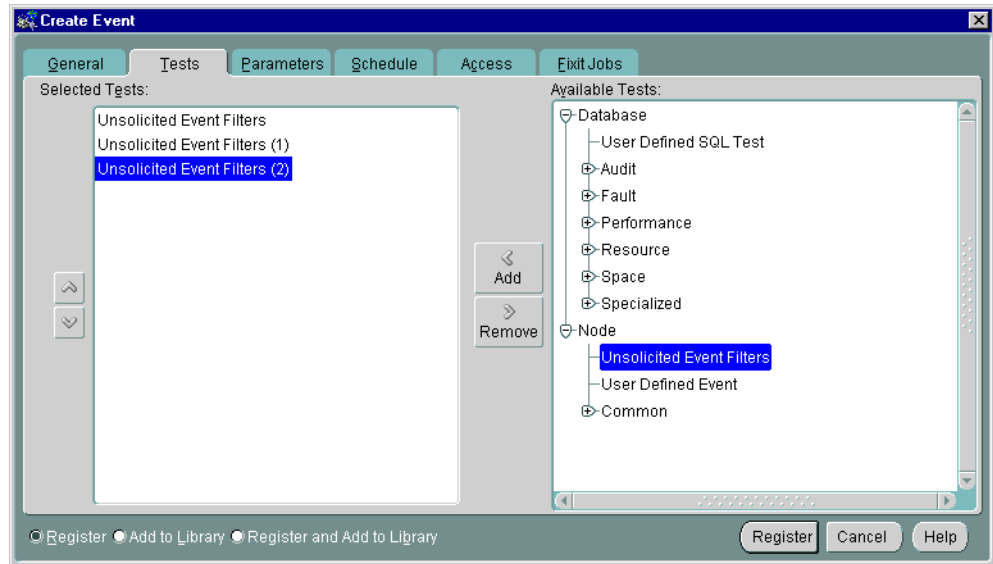 Create Event
General Tests Parameters Schedule Access Fixit Jobs
Selected Tests:
Unsolicited Event Filters
Unsolicited Event Filters (1)
Unsolicited Event Filters (2)
Add
Remove
Available Tests:
Database
User Defined SQL Test
Audit
Fault
Performance
Resource
Space
Specialized
Node
Unsolicited Event Filters
User Defined Event
Common
Register Add to Library Register and Add to Library
Register Cancel Help